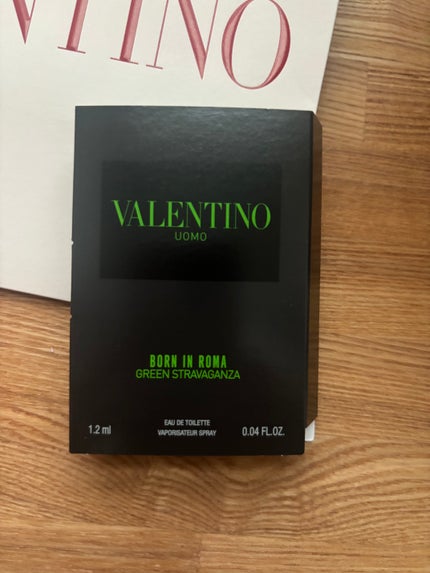 VALENTINO
UOMO
BORN IN ROMA
GREEN STRAVAGANZA
1.2 ml
EAU DE TOILETTE
VAPORISATEUR SPRAY
0.04 FL.OZ.